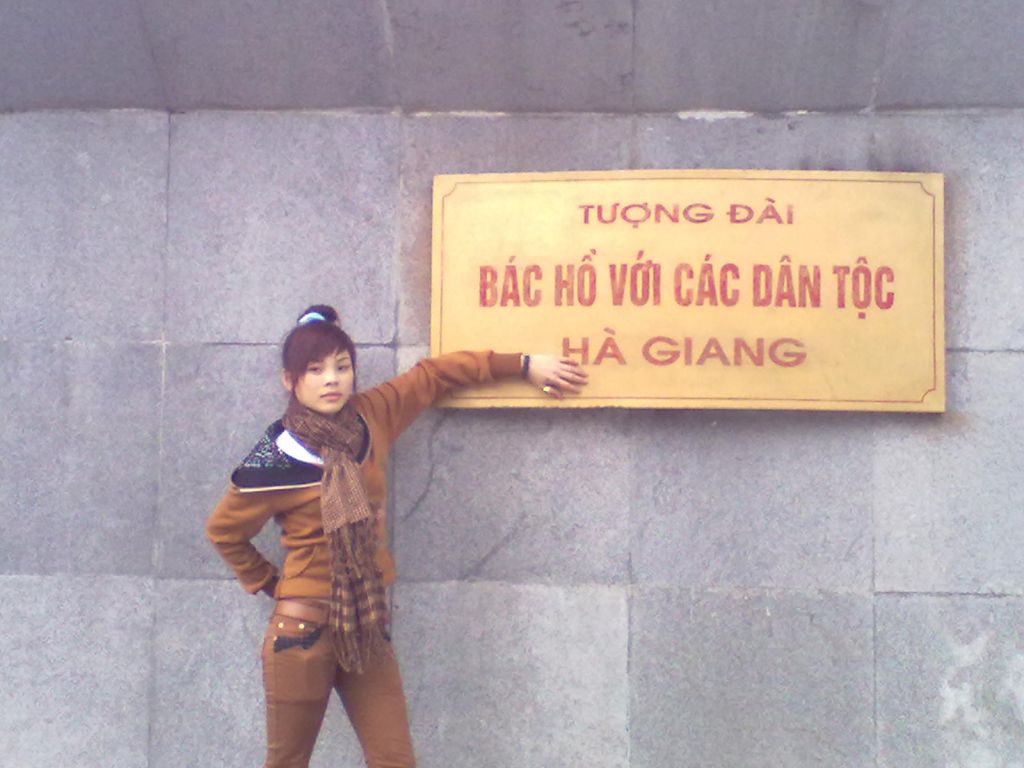 TƯỢNG ĐÀI
BÁC HỒ VỚI CÁC DÂN TỘC
HÀ GIANG